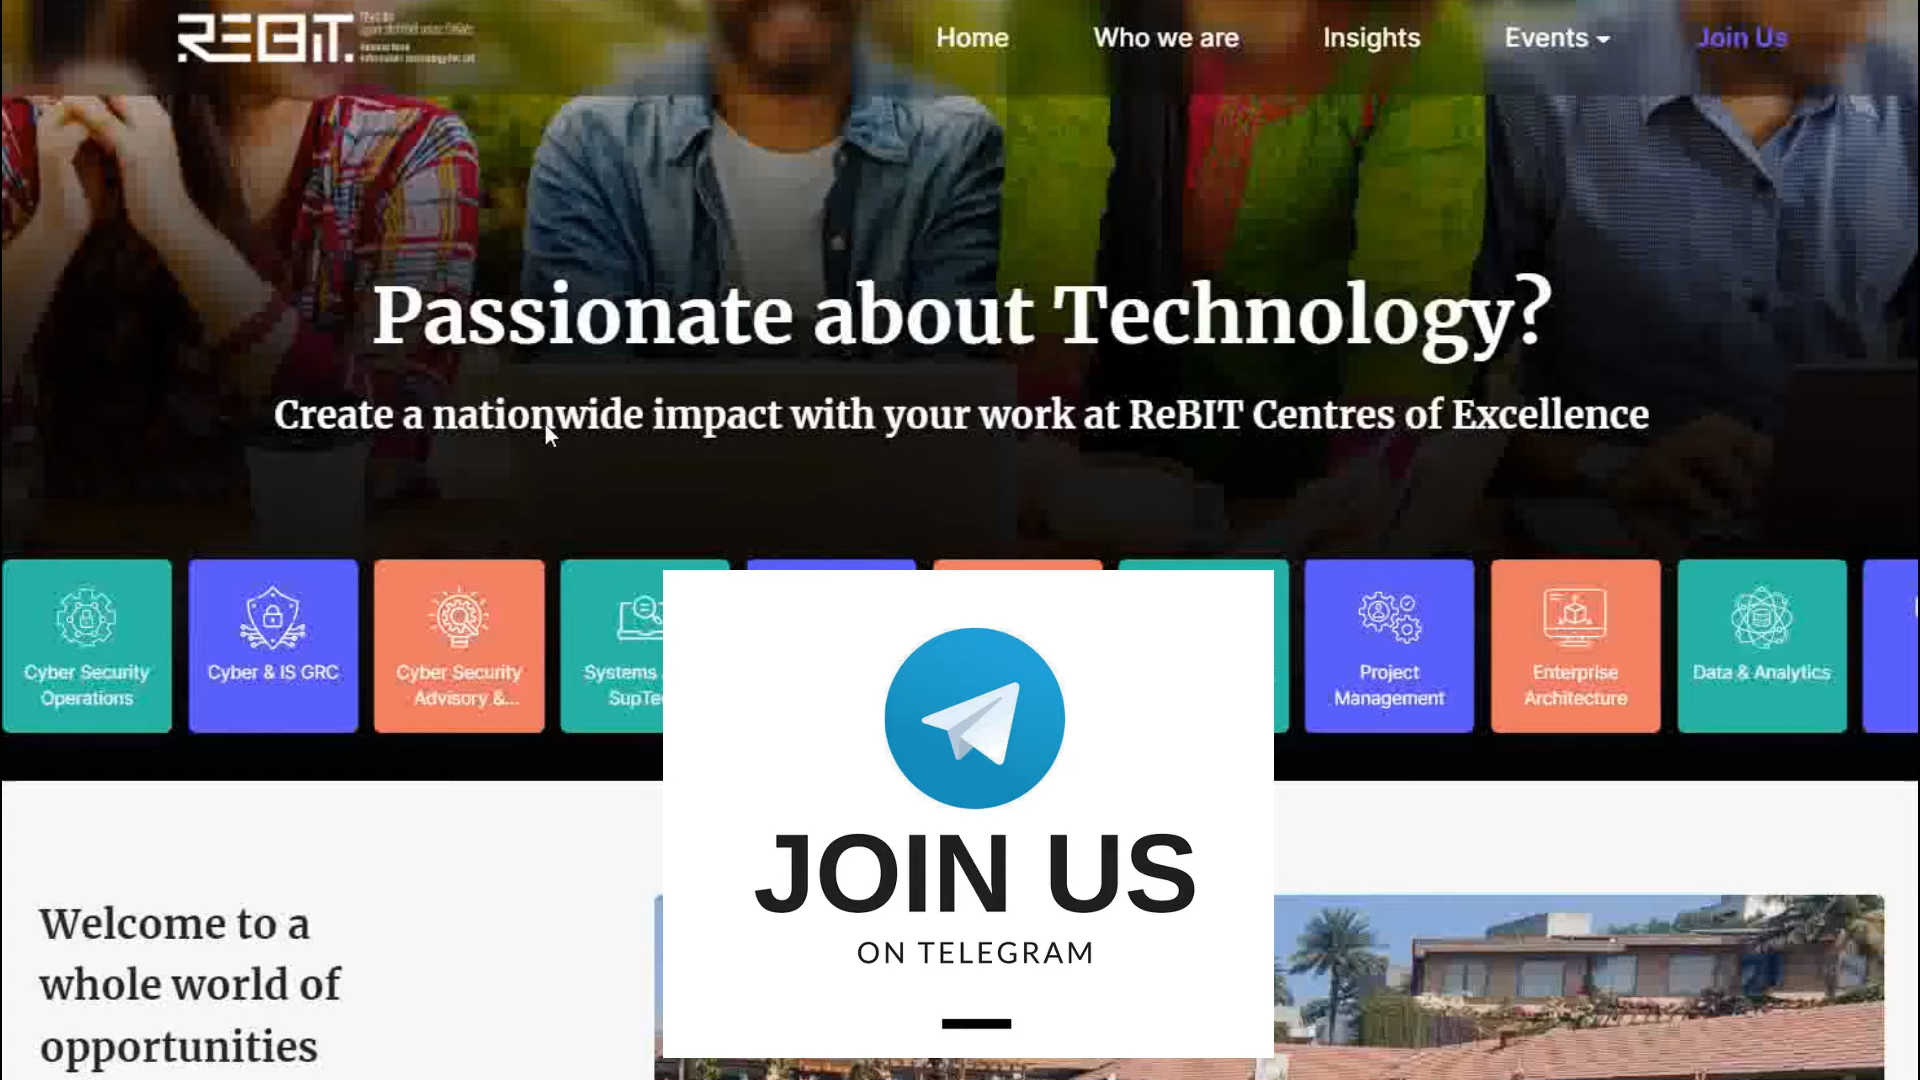 REBIT.
Home
Who we are
Insights
Events
Join Us
Passionate about Technology?
Create a nationwide impact with your work at ReBIT Centres of Excellence
Cyber Security
Operations
Cyber & IS GRC
Cyber Security
Advisory &...
Systems
Project
Management
Enterprise
Architecture
Data & Analytics
JOIN US
ON TELEGRAM
Welcome to a
whole world of
opportunities